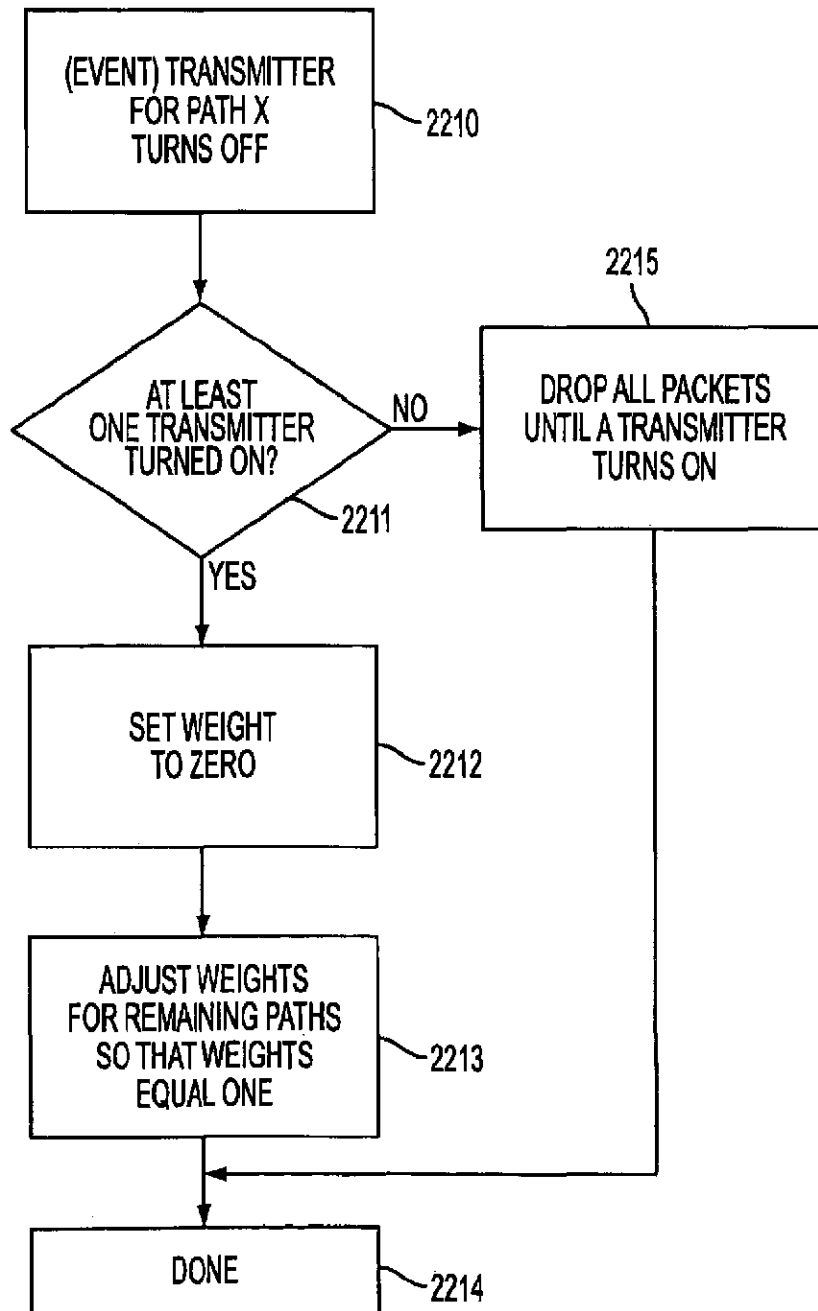 (EVENT) TRANSMITTER
FOR PATH X
TURNS OFF
2210
2215
AT LEAST
ONE TRANSMITTER
TURNED ON?
NO
DROP ALL PACKETS
UNTIL A TRANSMITTER
TURNS ON
2211
YES
SET WEIGHT
TO ZERO
2212
ADJUST WEIGHTS
FOR REMAINING PATHS
SO THAT WEIGHTS
EQUAL ONE
2213
DONE
2214